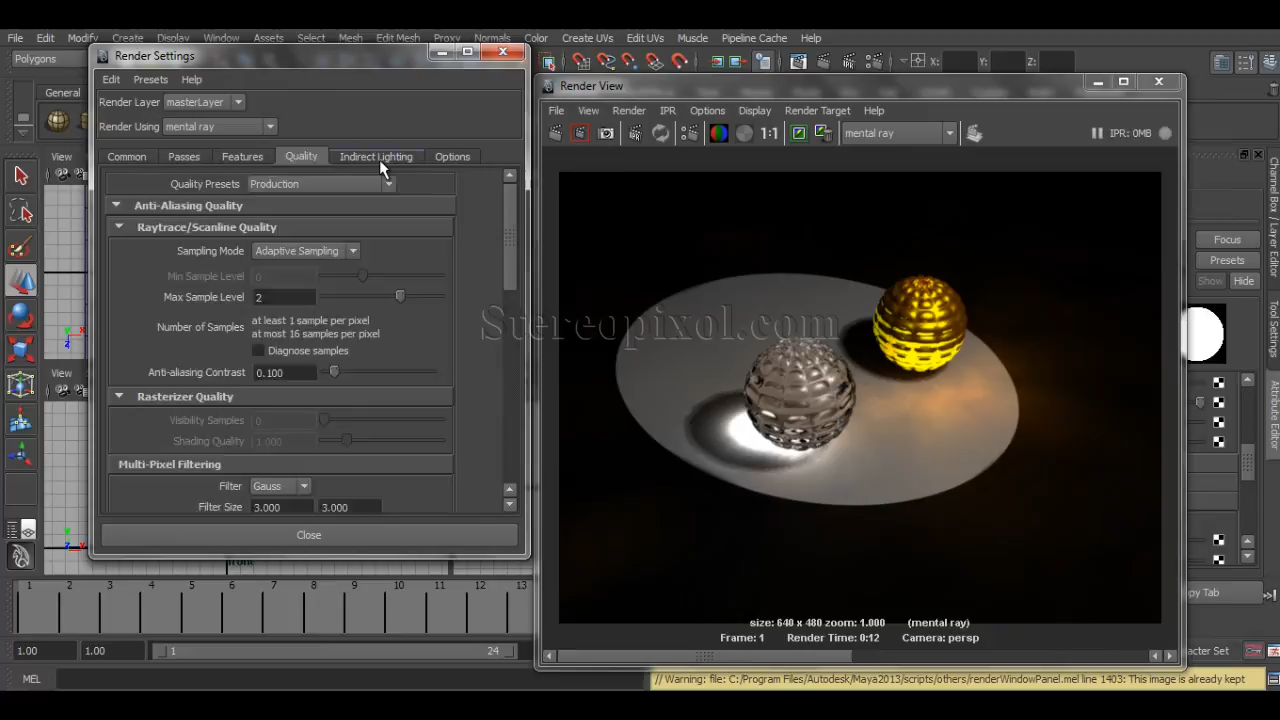 File Edit Modify Create Display Window Assets Select Mesh Edit Mesh Proxy Normals Color Create UVs Edit UVs Muscle Pipeline Cache Help
Polygons
X: Y: Z:
General
Render Settings
Edit Presets Help
Render Layer masterLayer
Render Using mental ray
Common Passes Features Quality Indirect Lighting Options
Quality Presets Production
Anti-Aliasing Quality
Raytrace/Scanline Quality
Sampling Mode Adaptive Sampling
Min Sample Level 0
Max Sample Level 2
Number of Samples at least 1 sample per pixel
at most 16 samples per pixel
Diagnose samples
Anti-aliasing Contrast 0.100
Rasterizer Quality
Visibility Samples 0
Shading Quality 1.000
Multi-Pixel Filtering
Filter Gauss
Filter Size 3.000 3.000
Close
View
View
Render View
File View Render IPR Options Display Render Target Help
1:1 mental ray IPR: 0MB
Stereopixol.com
size: 640 x 480 zoom: 1.000 (mental ray)
Frame: 1 Render Time: 0:12 Camera: persp
Focus
Presets
Show Hide
Channel Box / Layer Editor
Tool Settings
Attribute Editor
py Tab
1 2 3 4 5 6 7 8 9 10 11 12 13
1.00 1.00 1 24
cter Set
MEL
// Warning: file: C:/Program Files/Autodesk/Maya2013/scripts/others/renderWindowPanel.mel line 1403: This image is already kept